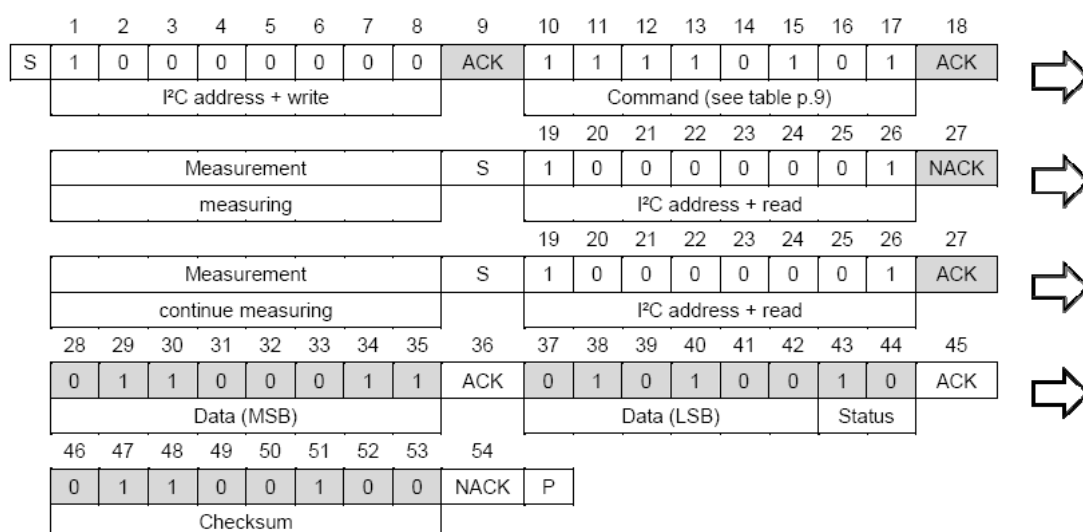 1 2 3 4 5 6 7 8 9 10 11 12 13 14 15 16 17 18
S 1 0 0 0 0 0 0 0 ACK 1 1 1 1 0 1 0 1 ACK
I²C address + write Command (see table p.9)
19 20 21 22 23 24 25 26 27
Measurement S 1 0 0 0 0 0 0 1 NACK
measuring I²C address + read
19 20 21 22 23 24 25 26 27
Measurement S 1 0 0 0 0 0 0 1 ACK
continue measuring I²C address + read
28 29 30 31 32 33 34 35 36 37 38 39 40 41 42 43 44 45
0 1 1 0 0 0 1 1 ACK 0 1 0 1 0 0 1 0 ACK
Data (MSB) Data (LSB) Status
46 47 48 49 50 51 52 53 54
0 1 1 0 0 1 0 0 NACK P
Checksum